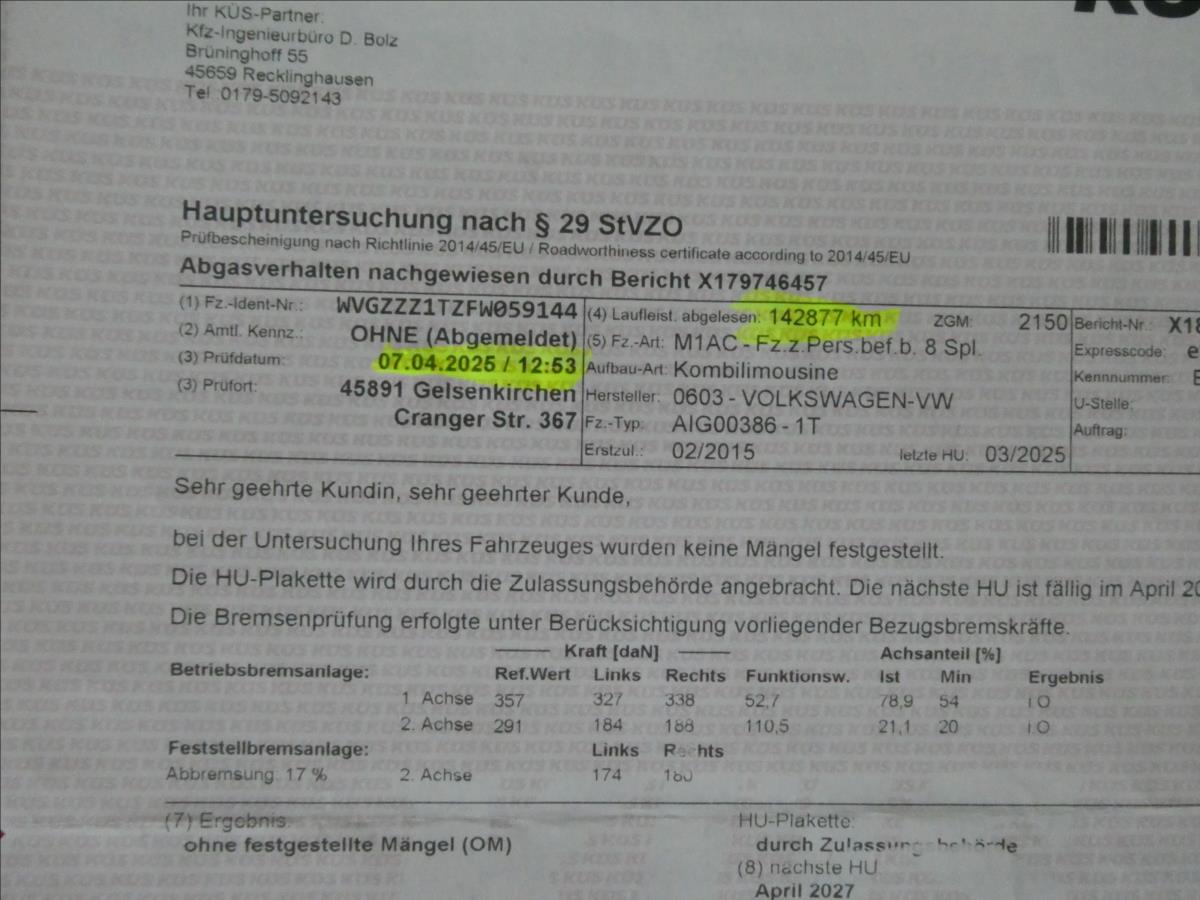 Ihr KÜS-Partner:
Kfz-Ingenieurbüro D. Bolz
Brüninghoff 55
45659 Recklinghausen
Tel 0179-5092143
Hauptuntersuchung nach § 29 StVZO
Prüfbescheinigung nach Richtlinie 2014/45/EU / Roadworthiness certificate according to 2014/45/EU
Abgasverhalten nachgewiesen durch Bericht X179746457
(1) Fz.-Ident-Nr.: WVGZZZ1TZFW059144
(2) Amtl. Kennz.: OHNE (Abgemeldet)
(3) Prüfdatum: 07.04.2025 / 12:53
(3) Prüfort: 45891 Gelsenkirchen
Cranger Str. 367
(4) Laufleist. abgelesen: 142877 km ZGM: 2150
(5) Fz.-Art: M1AC - Fz.z.Pers.bef.b. 8 Spl.
Aufbau-Art: Kombilimousine
Hersteller: 0603 - VOLKSWAGEN-VW
Fz.-Typ: AIG00386 - 1T
Erstzul.: 02/2015 letzte HU: 03/2025
Bericht-Nr.: X18
Expresscode: e
Kennnummer:
U-Stelle:
Auftrag:
Sehr geehrte Kundin, sehr geehrter Kunde,
bei der Untersuchung Ihres Fahrzeuges wurden keine Mängel festgestellt.
Die HU-Plakette wird durch die Zulassungsbehörde angebracht. Die nächste HU ist fällig im April 20
Die Bremsenprüfung erfolgte unter Berücksichtigung vorliegender Bezugsbremskräfte.
Kraft [daN] Achsanteil [%]
Betriebsbremsanlage: Ref.Wert Links Rechts Funktionsw. Ist Min Ergebnis
1. Achse 357 327 338 52,7 78,9 54 I.O
2. Achse 291 184 188 110,5 21,1 20 I.O
Feststellbremsanlage: Links Rechts
Abbremsung 17 % 2. Achse 174
(7) Ergebnis:
ohne festgestellte Mängel (OM)
HU-Plakette:
durch Zulassungsbehörde
(8) nächste HU
April 2027